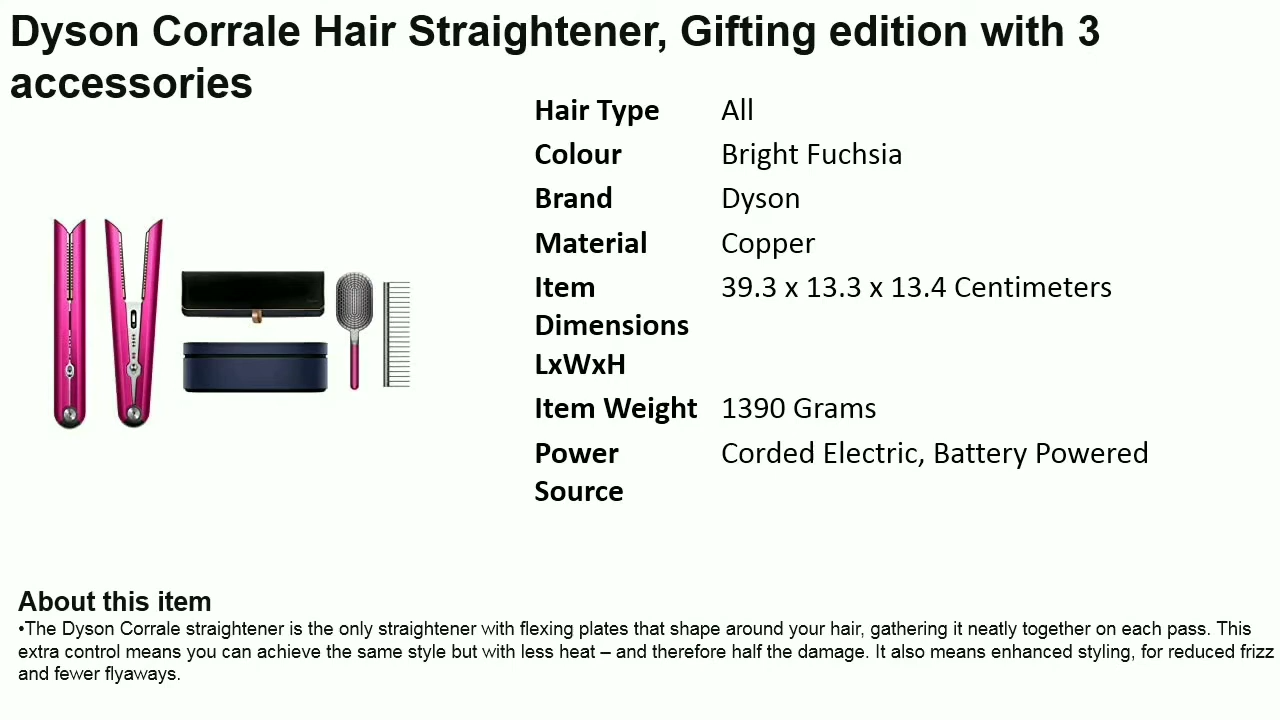 Dyson Corrale Hair Straightener, Gifting edition with 3
accessories
Hair Type All
Colour Bright Fuchsia
Brand Dyson
Material Copper
Item 39.3 x 13.3 x 13.4 Centimeters
Dimensions
LxWxH
Item Weight 1390 Grams
Power Corded Electric, Battery Powered
Source
About this item
•The Dyson Corrale straightener is the only straightener with flexing plates that shape around your hair, gathering it neatly together on each pass. This
extra control means you can achieve the same style but with less heat – and therefore half the damage. It also means enhanced styling, for reduced frizz
and fewer flyaways.